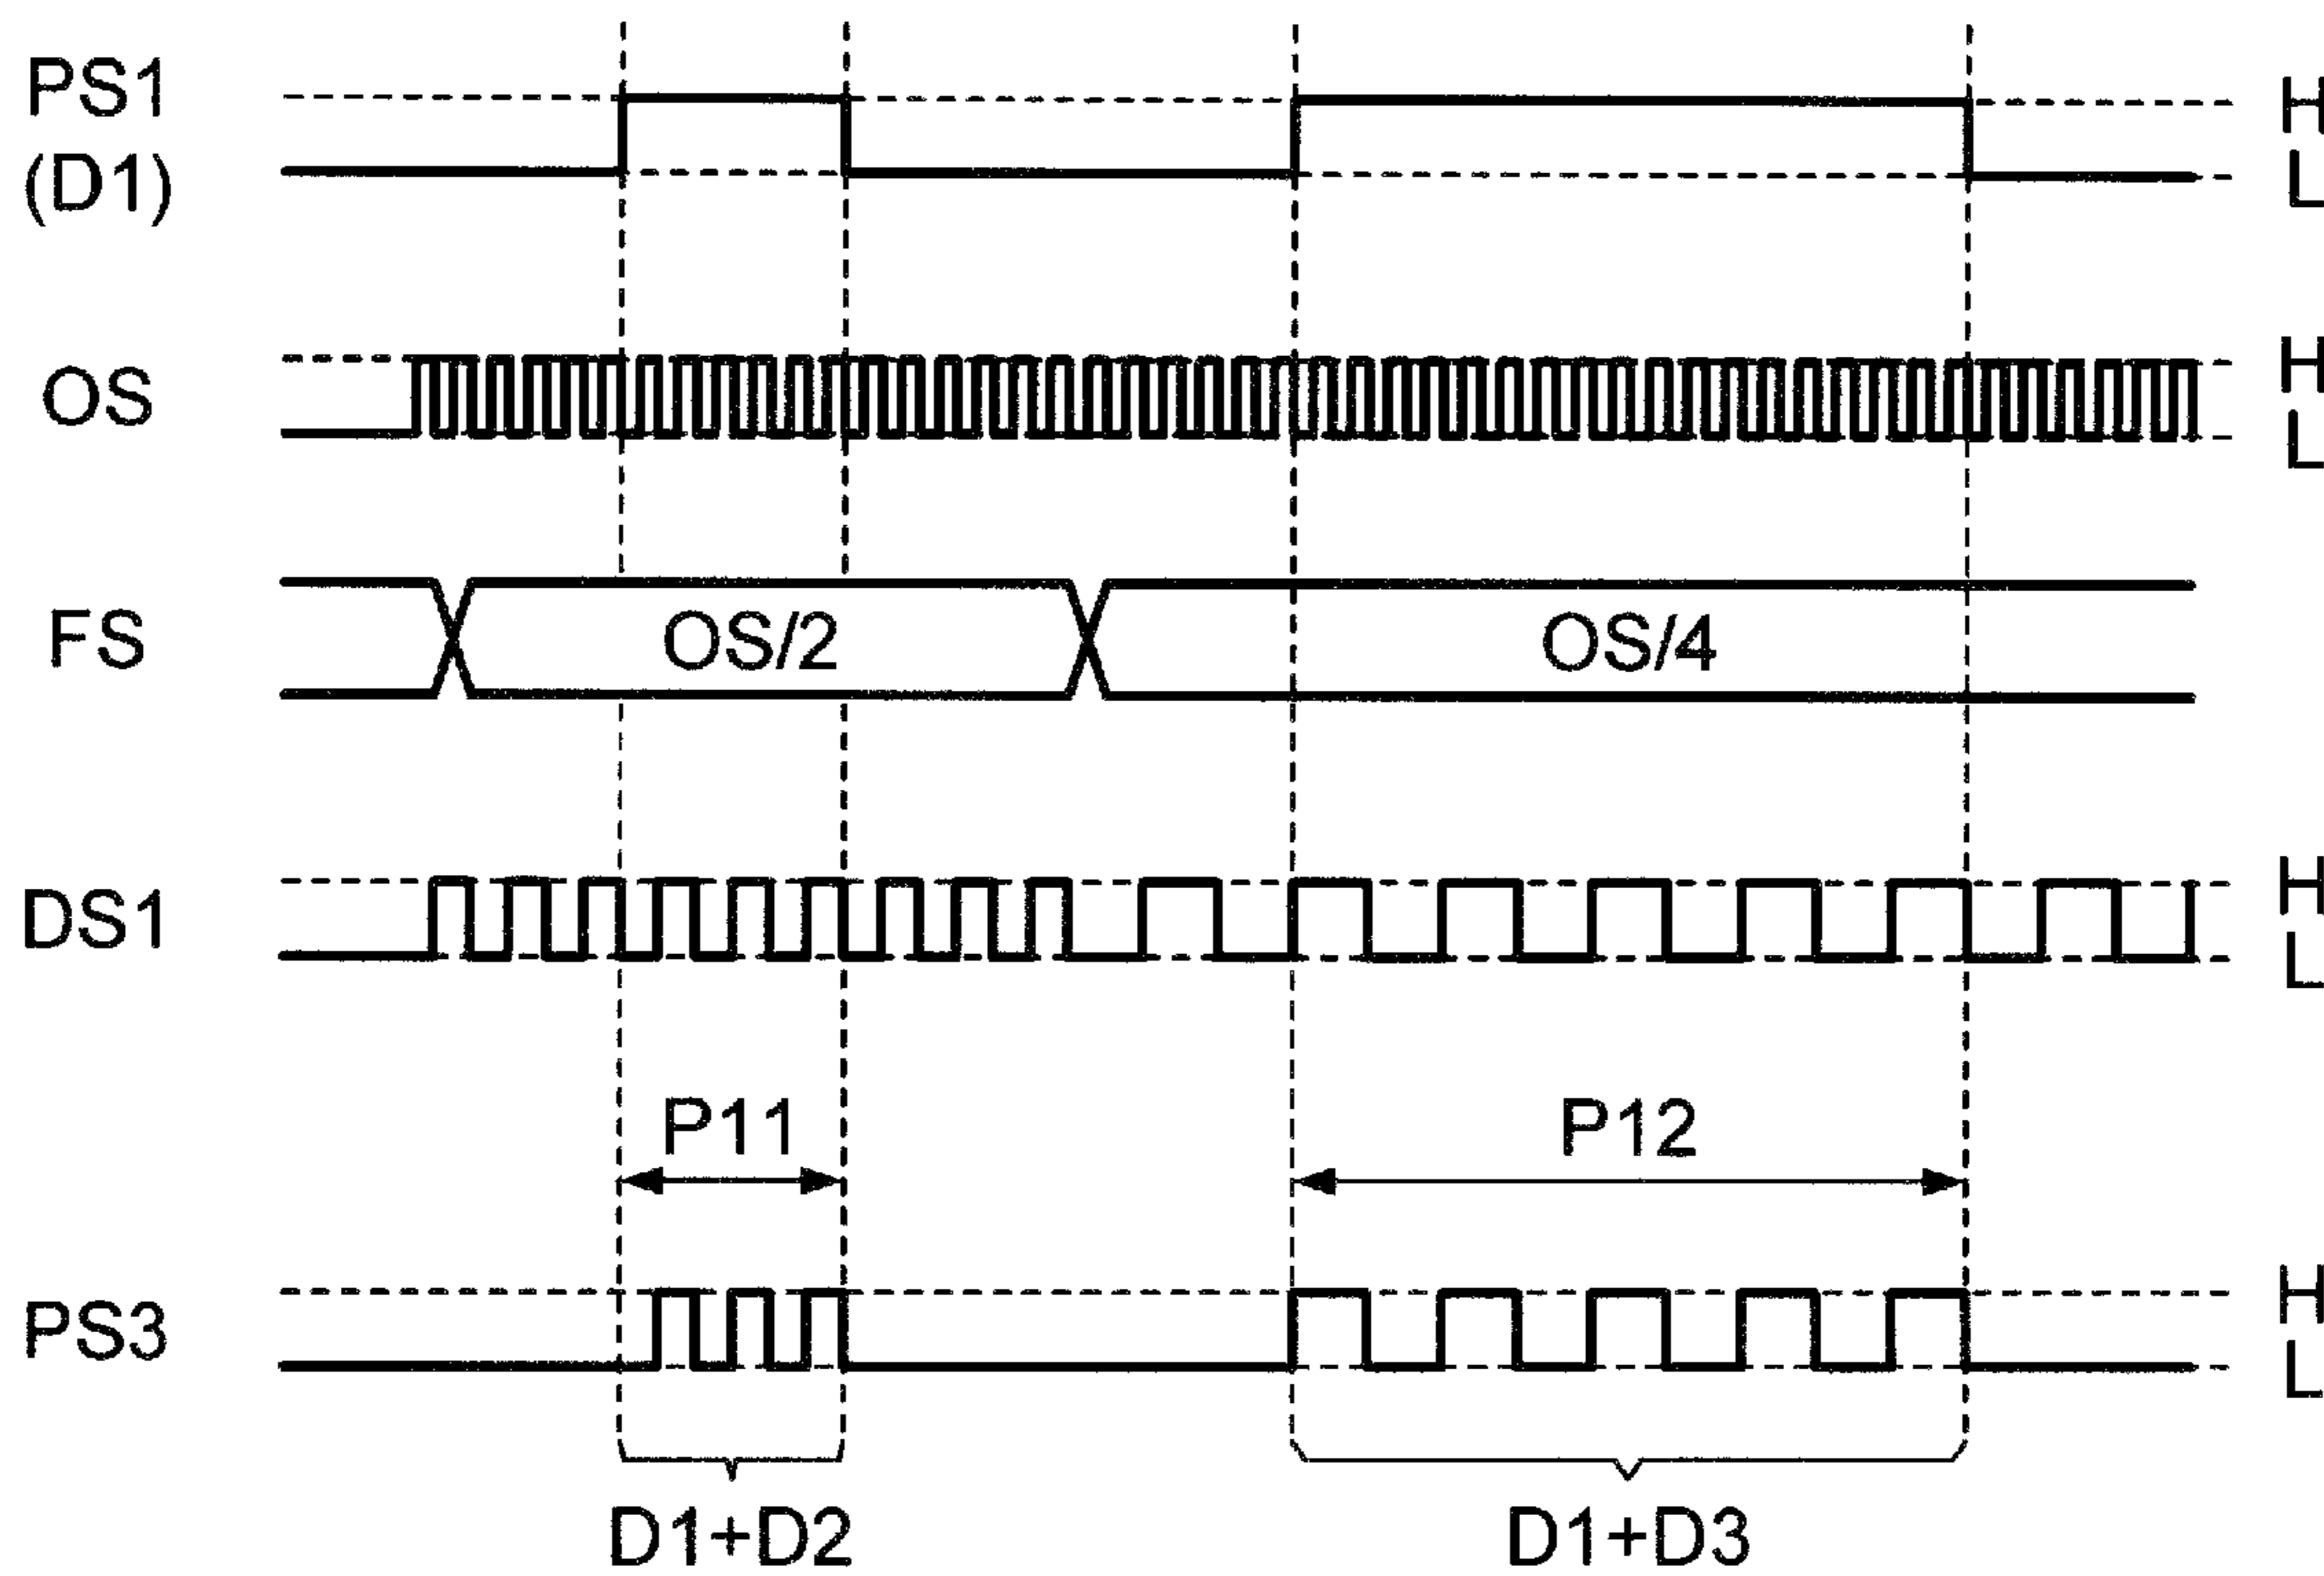 PS1
(D1)
H
L
OS
H
L
FS
OS/2
OS/4
DS1
H
L
P11
P12
PS3
H
L
D1+D2
D1+D3